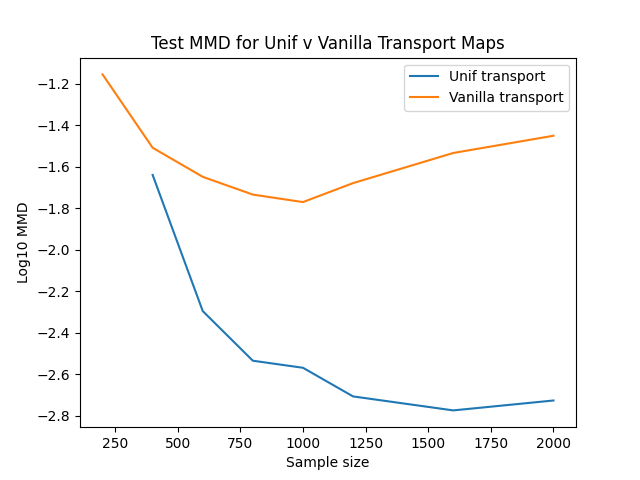 Test MMD for Unif v Vanilla Transport Maps
Unif transport
Vanilla transport
Log10 MMD
−1.2
−1.4
−1.6
−1.8
−2.0
−2.2
−2.4
−2.6
−2.8
250 500 750 1000 1250 1500 1750 2000
Sample size